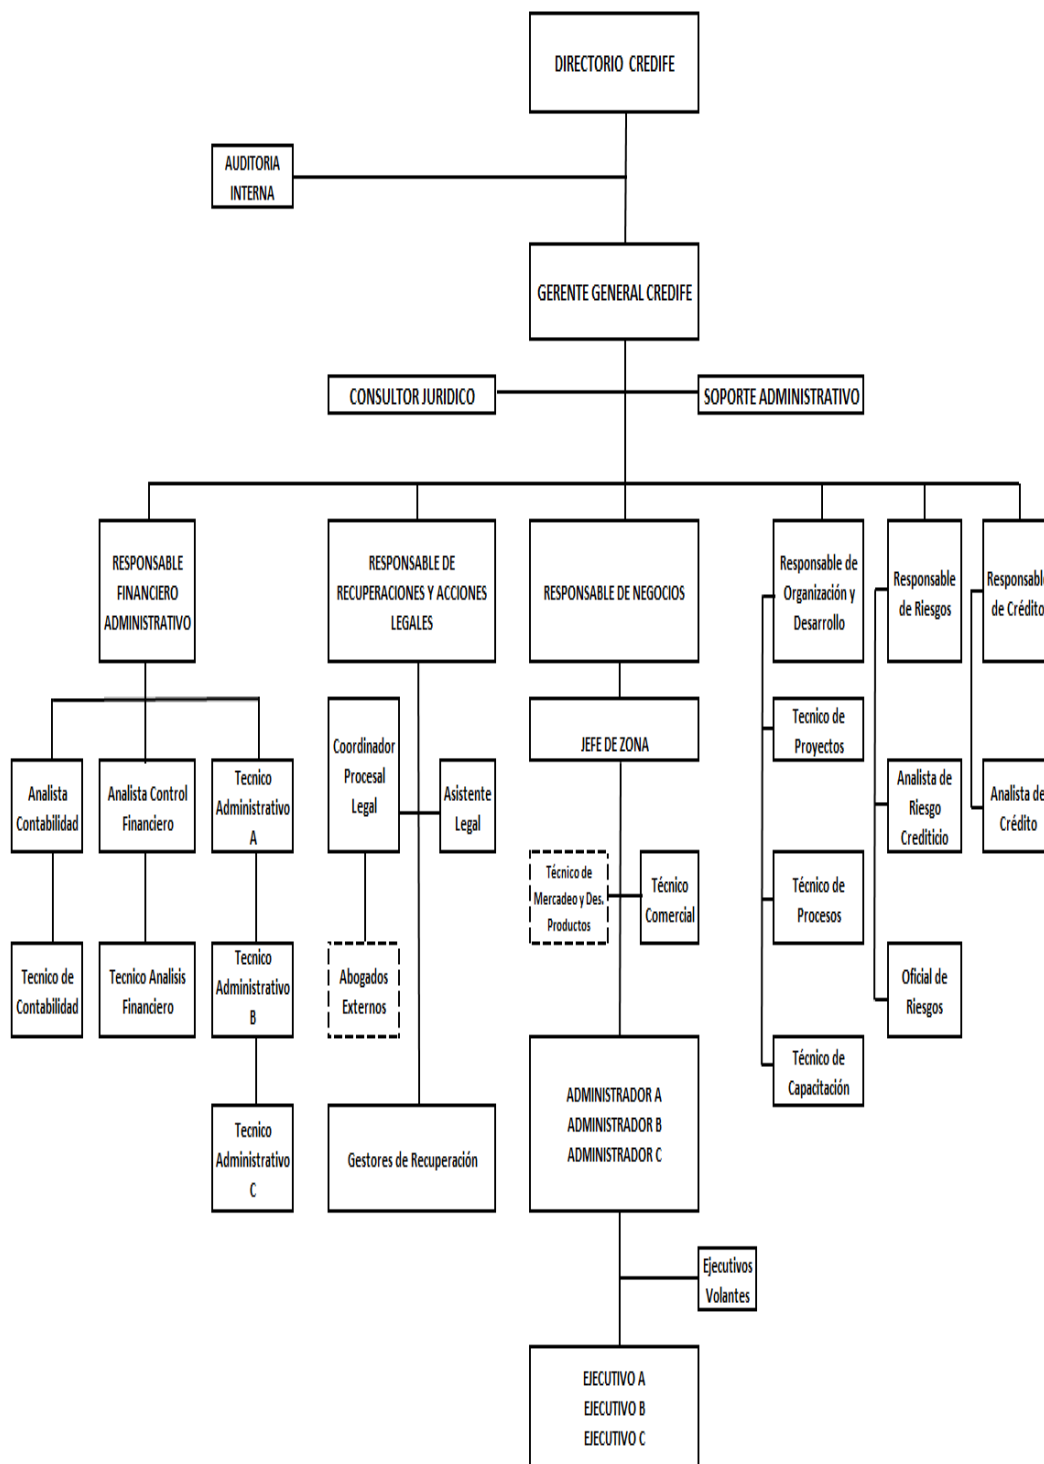 DIRECTORIO CREDIFE
AUDITORIA
INTERNA
GERENTE GENERAL CREDIFE
CONSULTOR JURIDICO
SOPORTE ADMINISTRATIVO
RESPONSABLE
FINANCIERO
ADMINISTRATIVO
RESPONSABLE DE
RECUPERACIONES Y ACCIONES
LEGALES
RESPONSABLE DE NEGOCIOS
Responsable de
Organización y
Desarrollo
Responsable
de Riesgos
Responsable
de Crédito
Analista
Contabilidad
Analista Control
Financiero
Tecnico
Administrativo
A
Coordinador
Procesal
Legal
Asistente
Legal
JEFE DE ZONA
Tecnico de
Proyectos
Analista de
Riesgo
Crediticio
Analista de
Crédito
Técnico de
Mercadeo y Des.
Productos
Técnico
Comercial
Técnico de
Procesos
Tecnico de
Contabilidad
Tecnico Analisis
Financiero
Tecnico
Administrativo
B
Abogados
Externos
Oficial de
Riesgos
Técnico de
Capacitación
Tecnico
Administrativo
C
Gestores de Recuperación
ADMINISTRADOR A
ADMINISTRADOR B
ADMINISTRADOR C
Ejecutivos
Volantes
EJECUTIVO A
EJECUTIVO B
EJECUTIVO C